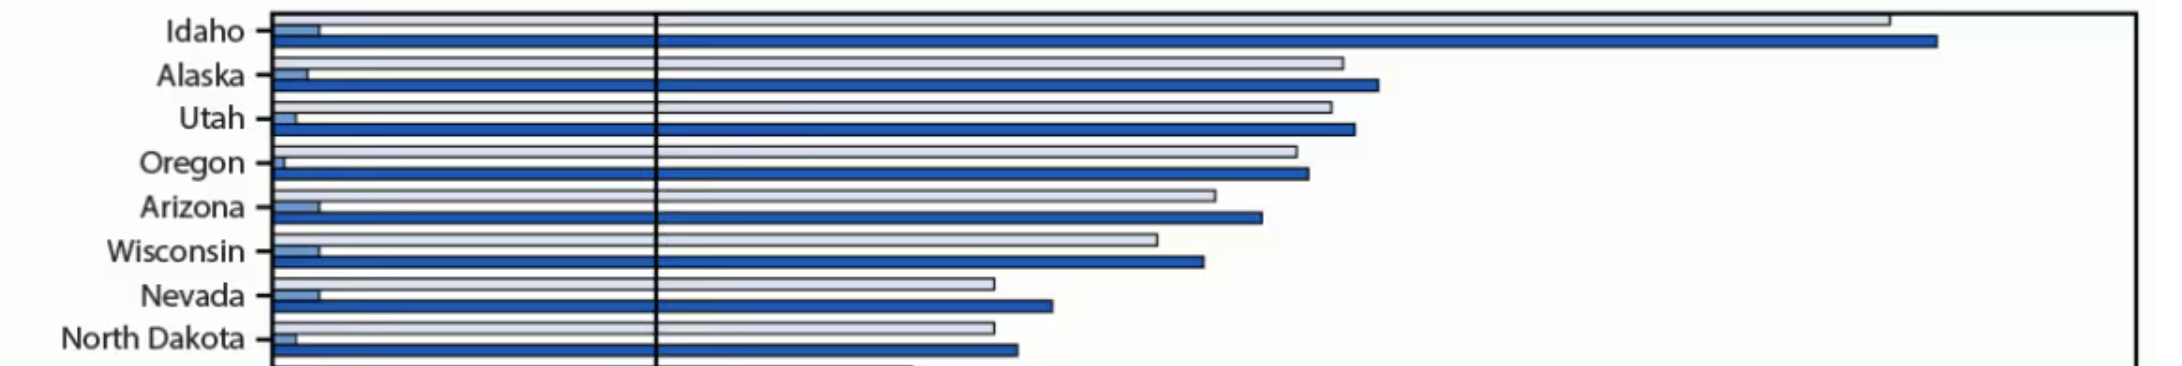 Idaho
Alaska
Utah
Oregon
Arizona
Wisconsin
Nevada
North Dakota